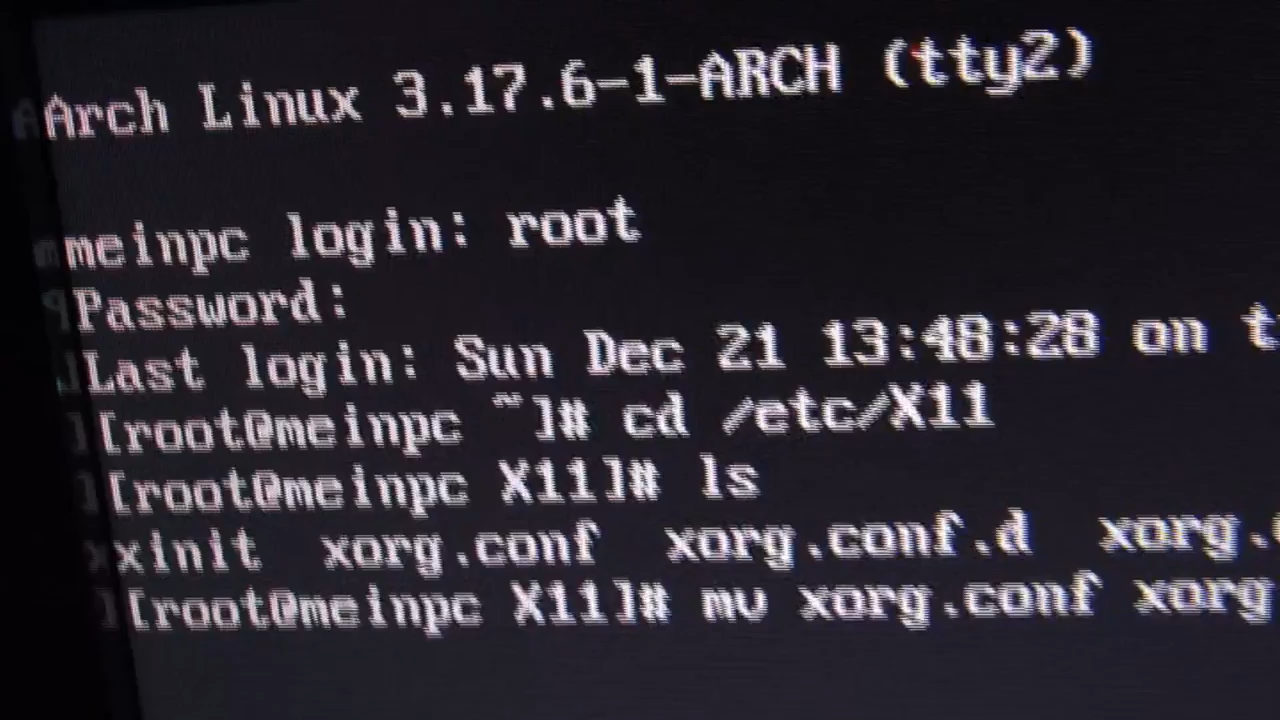 Arch Linux 3.17.6-1-ARCH (tty2)
meinpc login: root
Password:
Last login: Sun Dec 21 13:48:28 on
[root@meinpc ~]# cd /etc/X11
[root@meinpc X11]# ls
xinit xorg.conf xorg.conf.d xorg.
[root@meinpc X11]# mv xorg.conf xorg